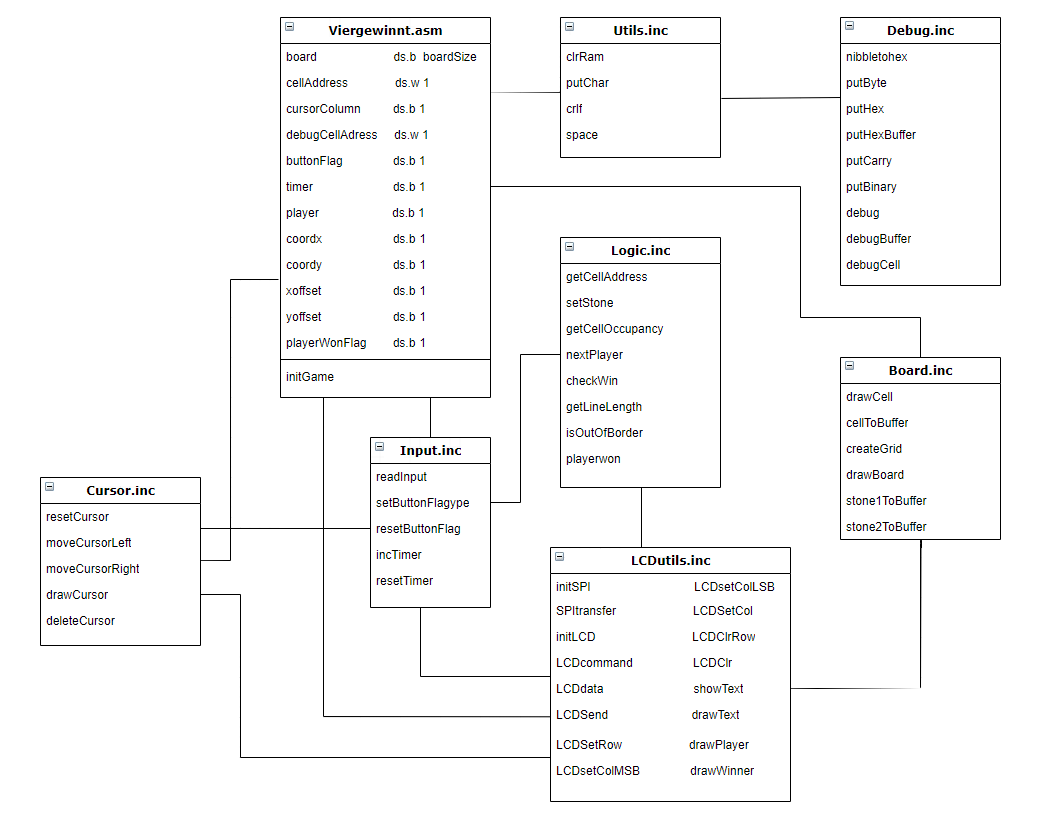 Viergewinnt.asm
board ds.b boardSize
cellAddress ds.w 1
cursorColumn ds.b 1
debugCellAdress ds.w 1
buttonFlag ds.b 1
timer ds.b 1
player ds.b 1
coordx ds.b 1
coordy ds.b 1
xoffset ds.b 1
yoffset ds.b 1
playerWonFlag ds.b 1
initGame
Utils.inc
clrRam
putChar
crlf
space
Debug.inc
nibbletohex
putByte
putHex
putHexBuffer
putCarry
putBinary
debug
debugBuffer
debugCell
Logic.inc
getCellAddress
setStone
getCellOccupancy
nextPlayer
checkWin
getLineLength
isOutOfBorder
playerwon
Board.inc
drawCell
cellToBuffer
createGrid
drawBoard
stone1ToBuffer
stone2ToBuffer
Input.inc
readInput
setButtonFlagype
resetButtonFlag
incTimer
resetTimer
Cursor.inc
resetCursor
moveCursorLeft
moveCursorRight
drawCursor
deleteCursor
LCDutils.inc
initSPI LCDsetColLSB
SPItransfer LCDSetCol
initLCD LCDClrRow
LCDcommand LCDClr
LCDdata showText
LCDSend drawText
LCDSetRow drawPlayer
LCDsetColMSB drawWinner